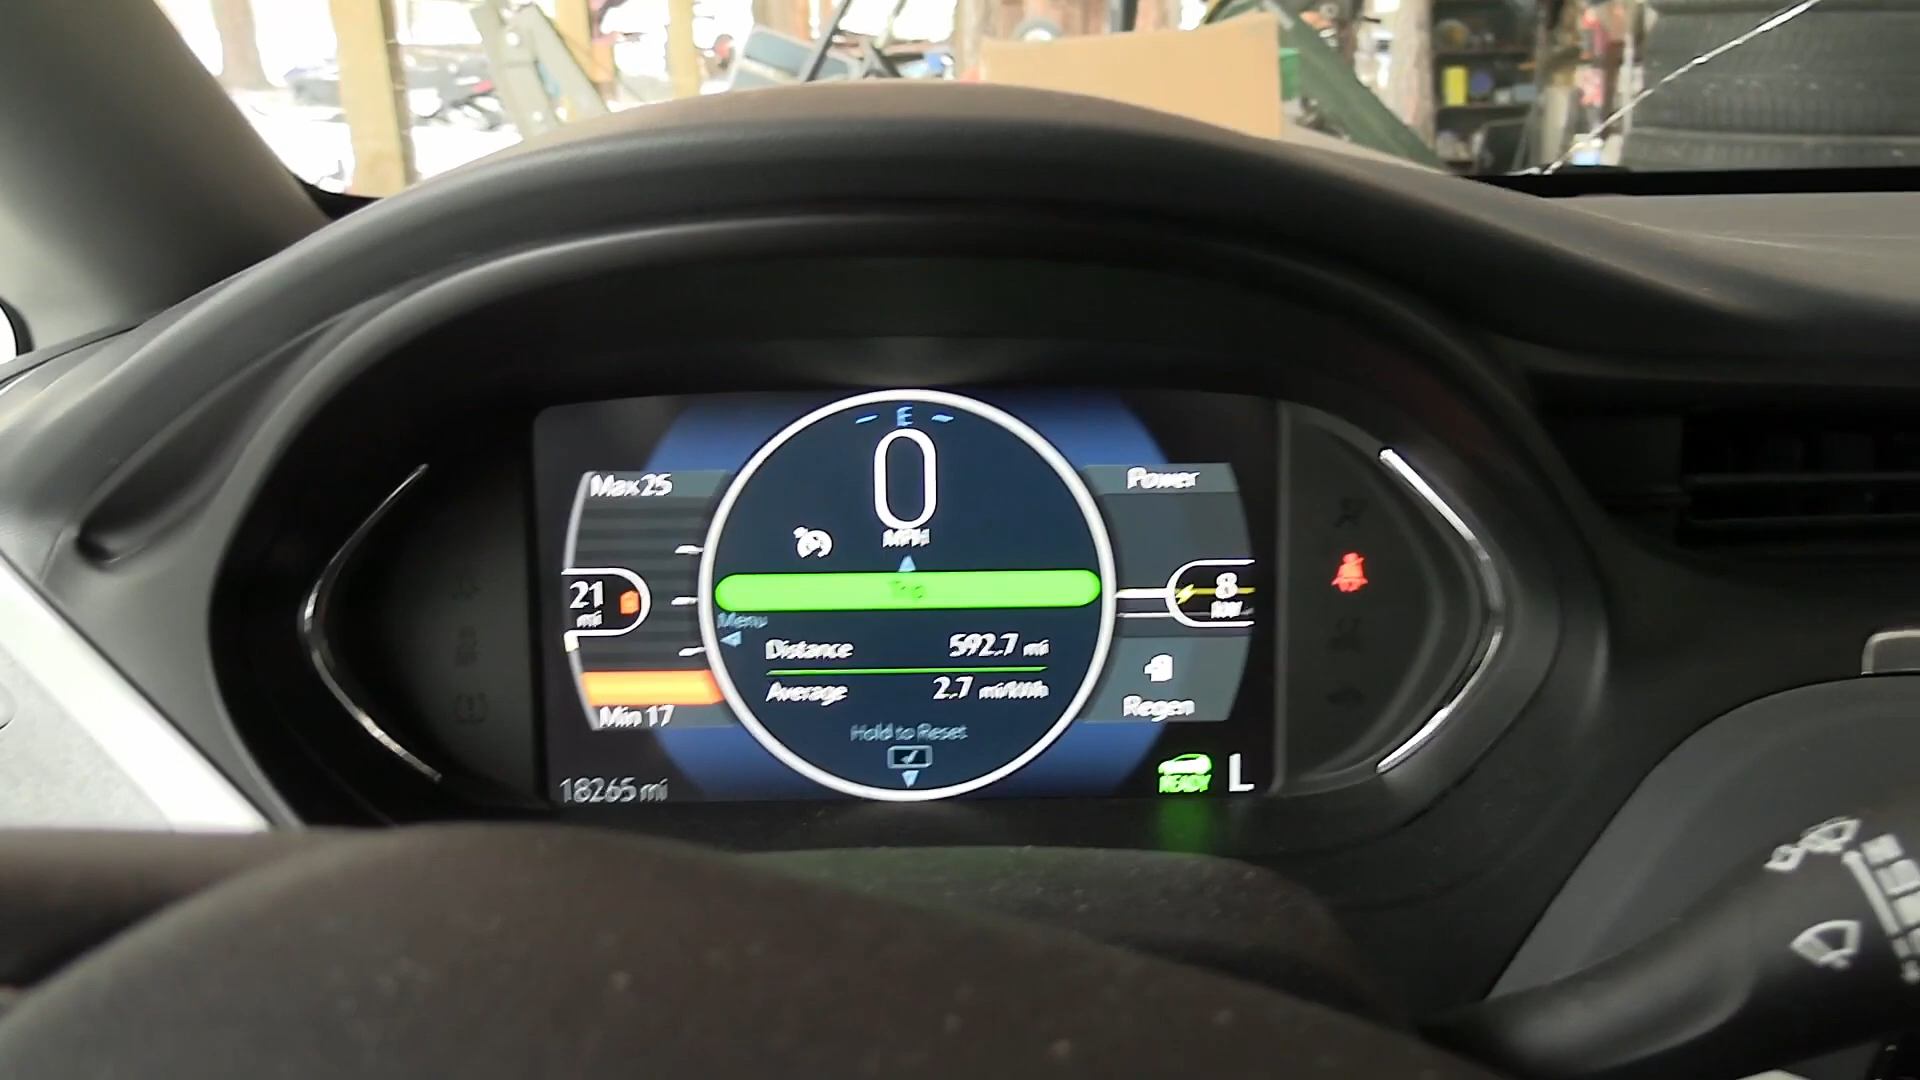 E
0
MPH
Max 25
Power
21
mi
8
kW
Trip
Menu
Distance 592.7 mi
Average 2.7 mi/kWh
Min 17
Regen
Hold to Reset
18265 mi
READY L